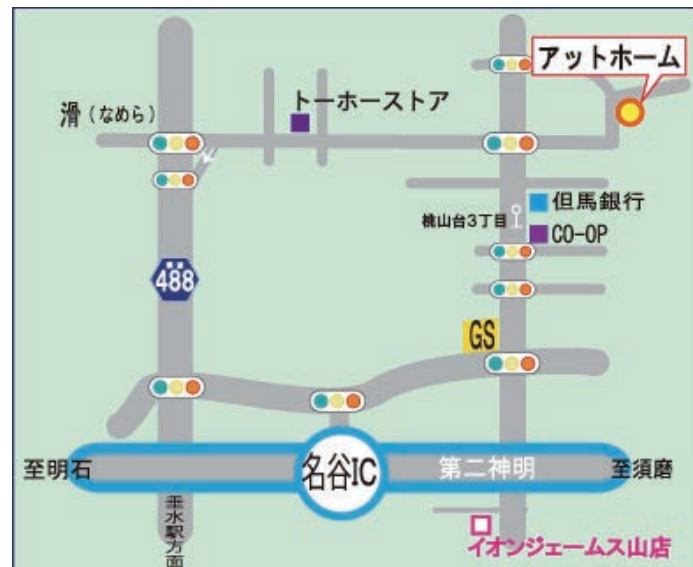 アットホーム
トーホーストア
滑(なめら)
但馬銀行
桃山台3丁目
CO-OP
488
GS
至明石
名谷IC
第二神明
至須磨
垂水駅方面
イオンジェームス山店